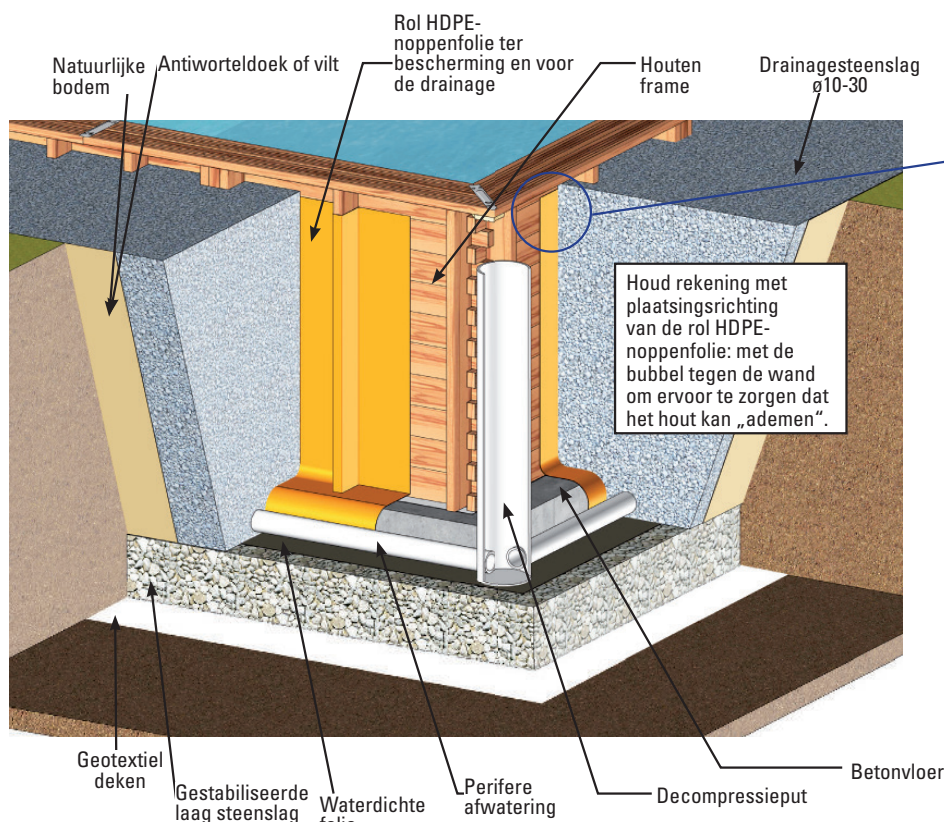 Rol HDPE-
noppenfolie ter
bescherming en voor
de drainage
Natuurlijke
bodem
Antiworteldoek of vilt
Houten
frame
Drainagesteenslag
ø10-30
Houd rekening met
plaatsingsrichting
van de rol HDPE-
noppenfolie: met de
bubbel tegen de wand
om ervoor te zorgen dat
het hout kan „ademen“.
Geotextiel
deken
Gestabiliseerde
laag steenslag
Waterdichte
folie
Perifere
afwatering
Decompressieput
Betonvloer